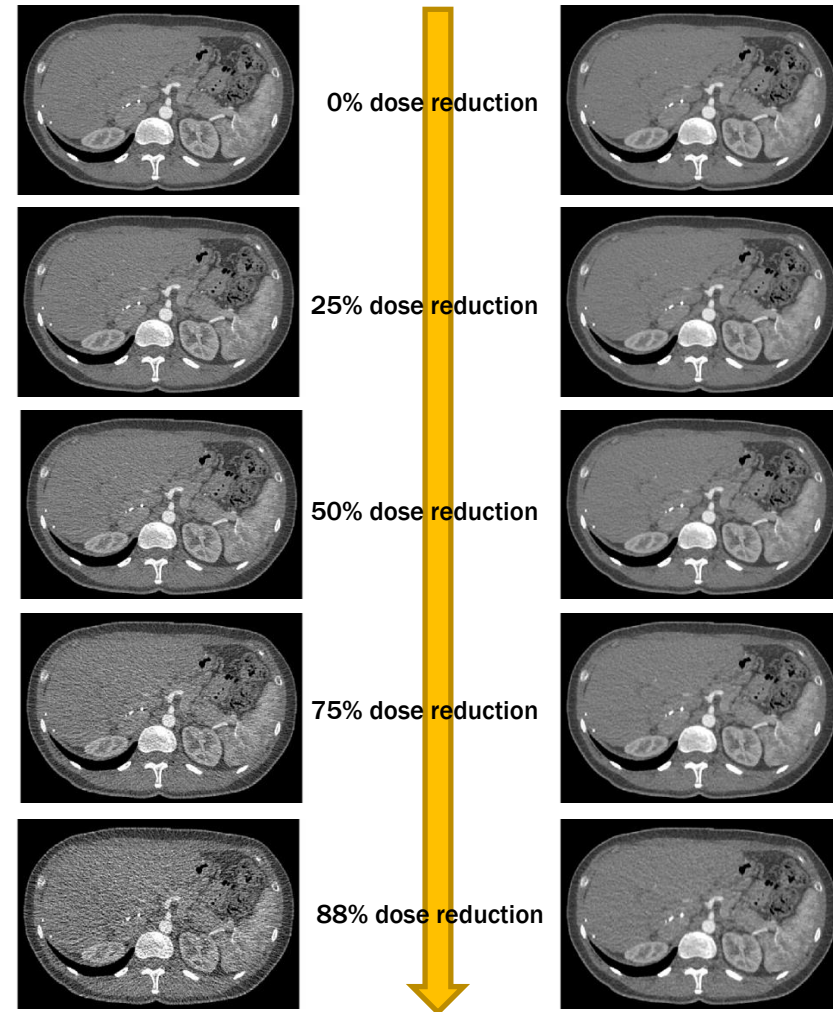 0% dose reduction
25% dose reduction
50% dose reduction
75% dose reduction
88% dose reduction